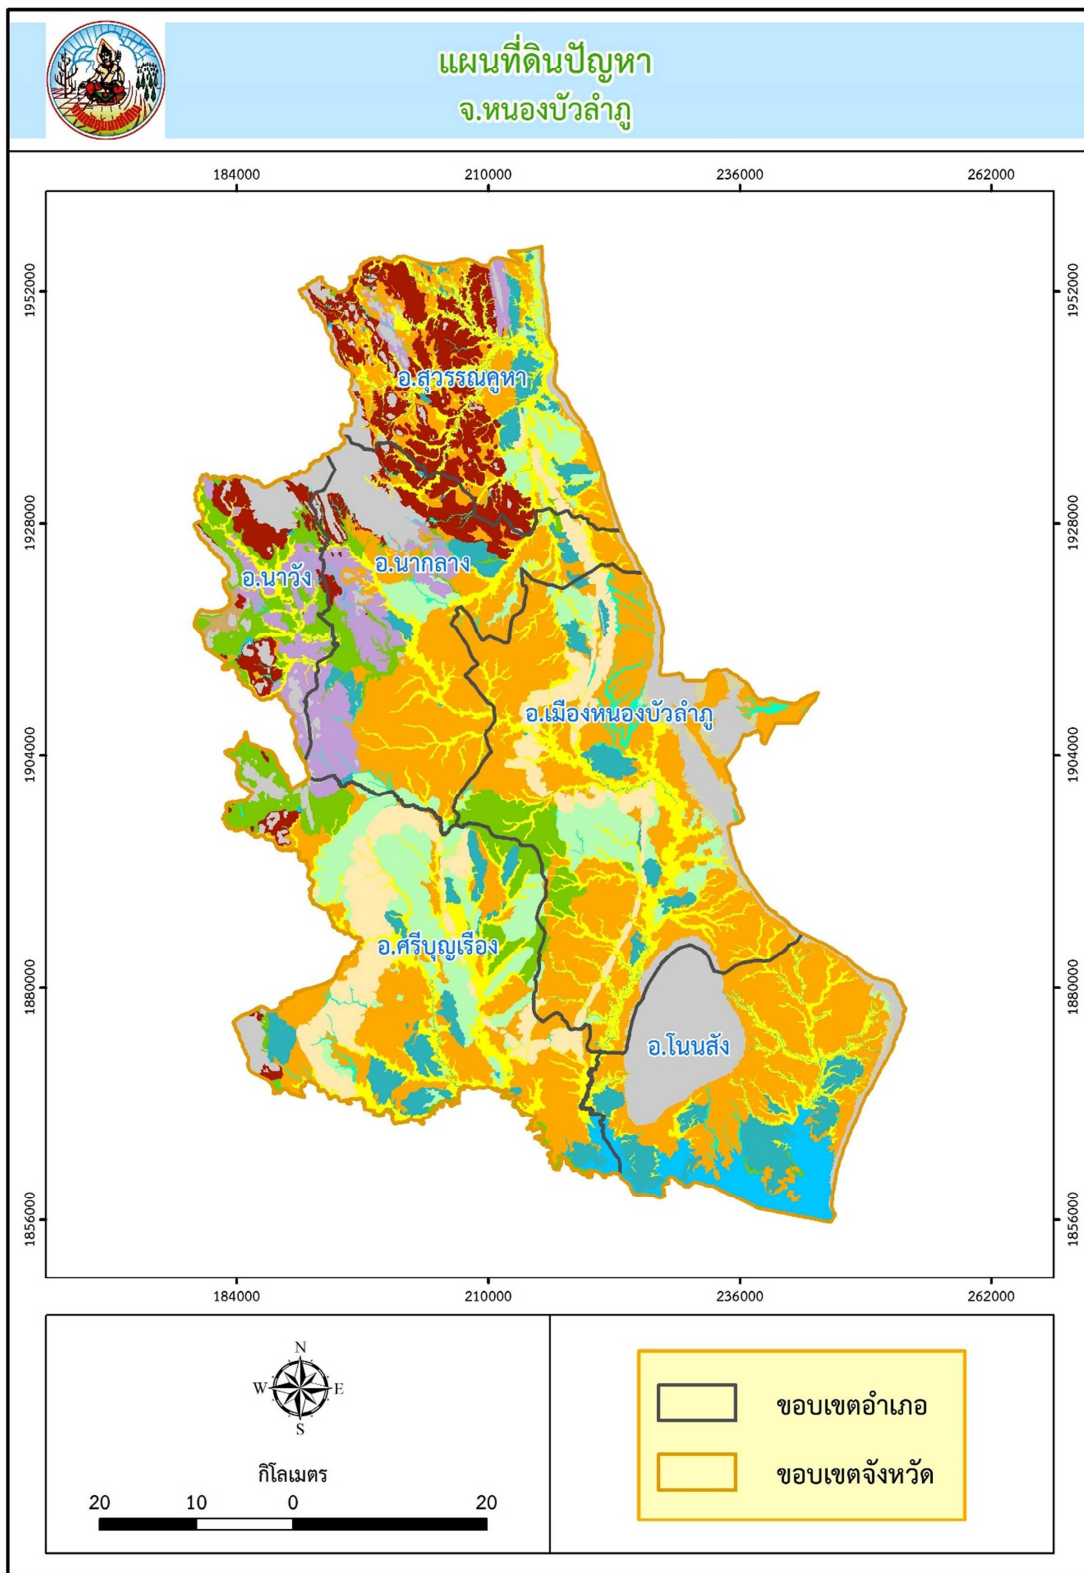 แผนที่ดินปัญหา
จ.หนองบัวลำภู
184000 210000 236000 262000
1952000 1952000
อ.สุวรรณคูหา
1928000 1928000
อ.นากลาง
อ.นาวัง
อ.เมืองหนองบัวลำภู
1904000 1904000
อ.ศรีบุญเรือง
1880000 1880000
อ.โนนสัง
1856000 1856000
184000 210000 236000 262000
N
W E
S
กิโลเมตร
20 10 0 20
ขอบเขตอำเภอ
ขอบเขตจังหวัด